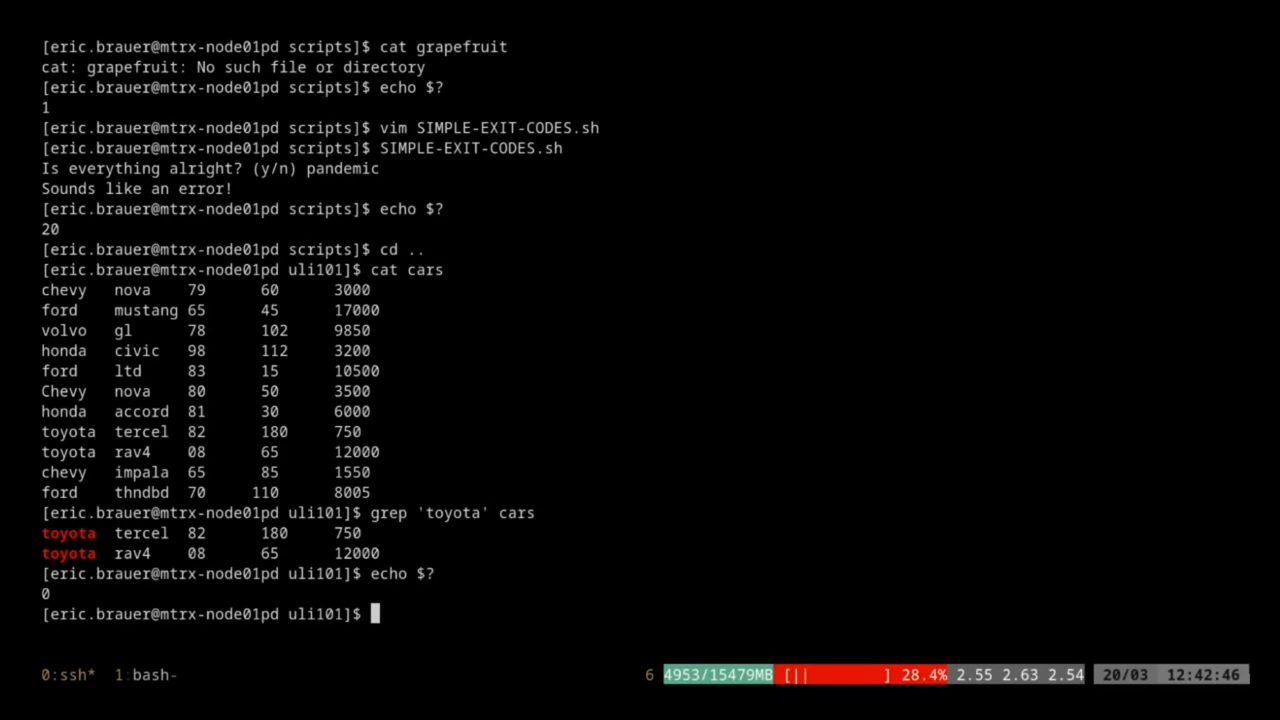 [eric.brauer@mtrx-node01pd scripts]$ cat grapefruit
cat: grapefruit: No such file or directory
[eric.brauer@mtrx-node01pd scripts]$ echo $?
1
[eric.brauer@mtrx-node01pd scripts]$ vim SIMPLE-EXIT-CODES.sh
[eric.brauer@mtrx-node01pd scripts]$ SIMPLE-EXIT-CODES.sh
Is everything alright? (y/n) pandemic
Sounds like an error!
[eric.brauer@mtrx-node01pd scripts]$ echo $?
20
[eric.brauer@mtrx-node01pd scripts]$ cd ..
[eric.brauer@mtrx-node01pd uli101]$ cat cars
chevy   nova    79      60      3000
ford    mustang 65      45      17000
volvo   gl      78      102     9850
honda   civic   98      112     3200
ford    ltd     83      15      10500
Chevy   nova    80      50      3500
honda   accord  81      30      6000
toyota  tercel  82      180     750
toyota  rav4    08      65      12000
chevy   impala  65      85      1550
ford    thndbd  70     110      8005
[eric.brauer@mtrx-node01pd uli101]$ grep 'toyota' cars
toyota  tercel  82      180     750
toyota  rav4    08      65      12000
[eric.brauer@mtrx-node01pd uli101]$ echo $?
0
[eric.brauer@mtrx-node01pd uli101]$
0:ssh*  1:bash- 6 4953/15479MB [||        ] 28.4% 2.55 2.63 2.54 20/03 12:42:46